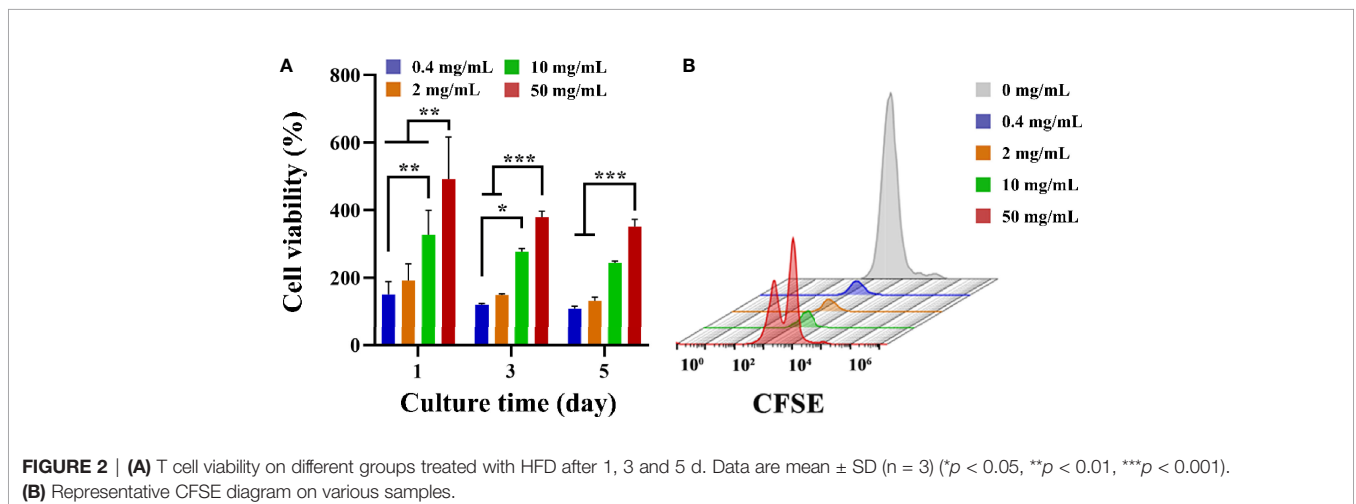 A
0.4 mg/mL
10 mg/mL
2 mg/mL
50 mg/mL
800
600
400
200
0
Cell viability (%)
**
**
***
*
***
1
3
5
Culture time (day)
B
0 mg/mL
0.4 mg/mL
2 mg/mL
10 mg/mL
50 mg/mL
10⁰ 10² 10⁴ 10⁶
CFSE
FIGURE 2 | (A) T cell viability on different groups treated with HFD after 1, 3 and 5 d. Data are mean ± SD (n = 3) (*p < 0.05, **p < 0.01, ***p < 0.001).
(B) Representative CFSE diagram on various samples.